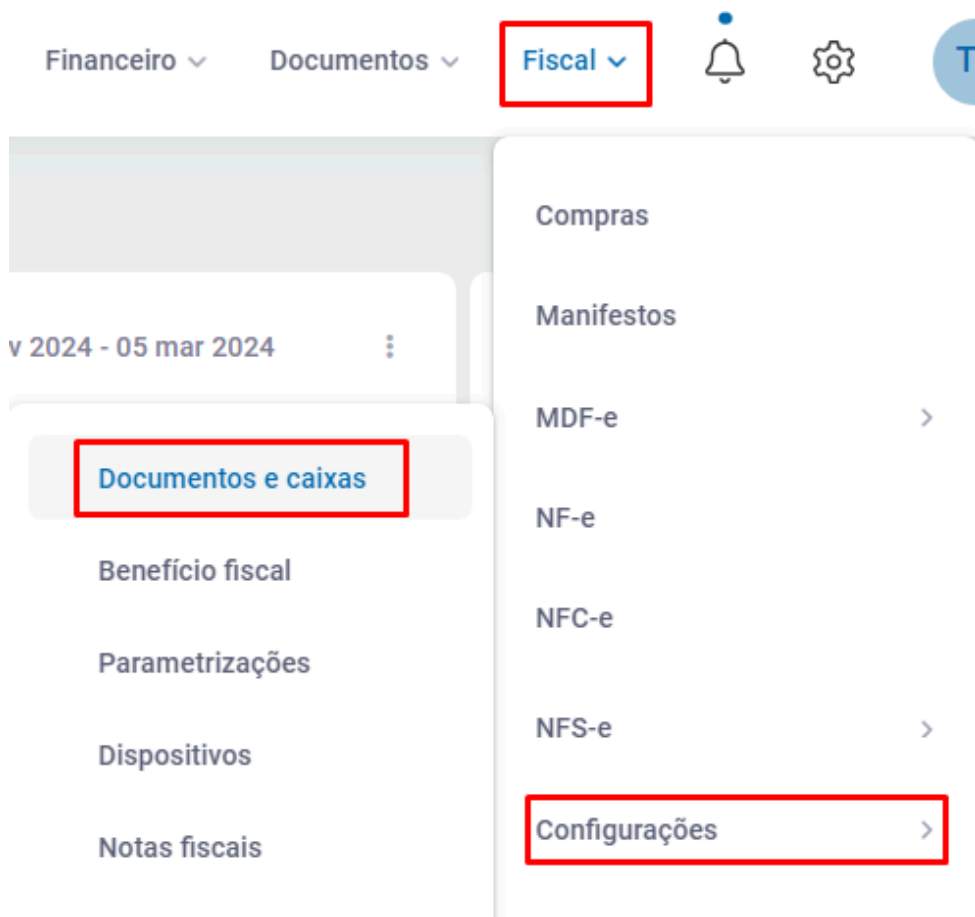 Financeiro
Documentos
Fiscal
T
Compras
Manifestos
v 2024 - 05 mar 2024
MDF-e
Documentos e caixas
NF-e
Benefício fiscal
NFC-e
Parametrizações
NFS-e
Dispositivos
Configurações
Notas fiscais